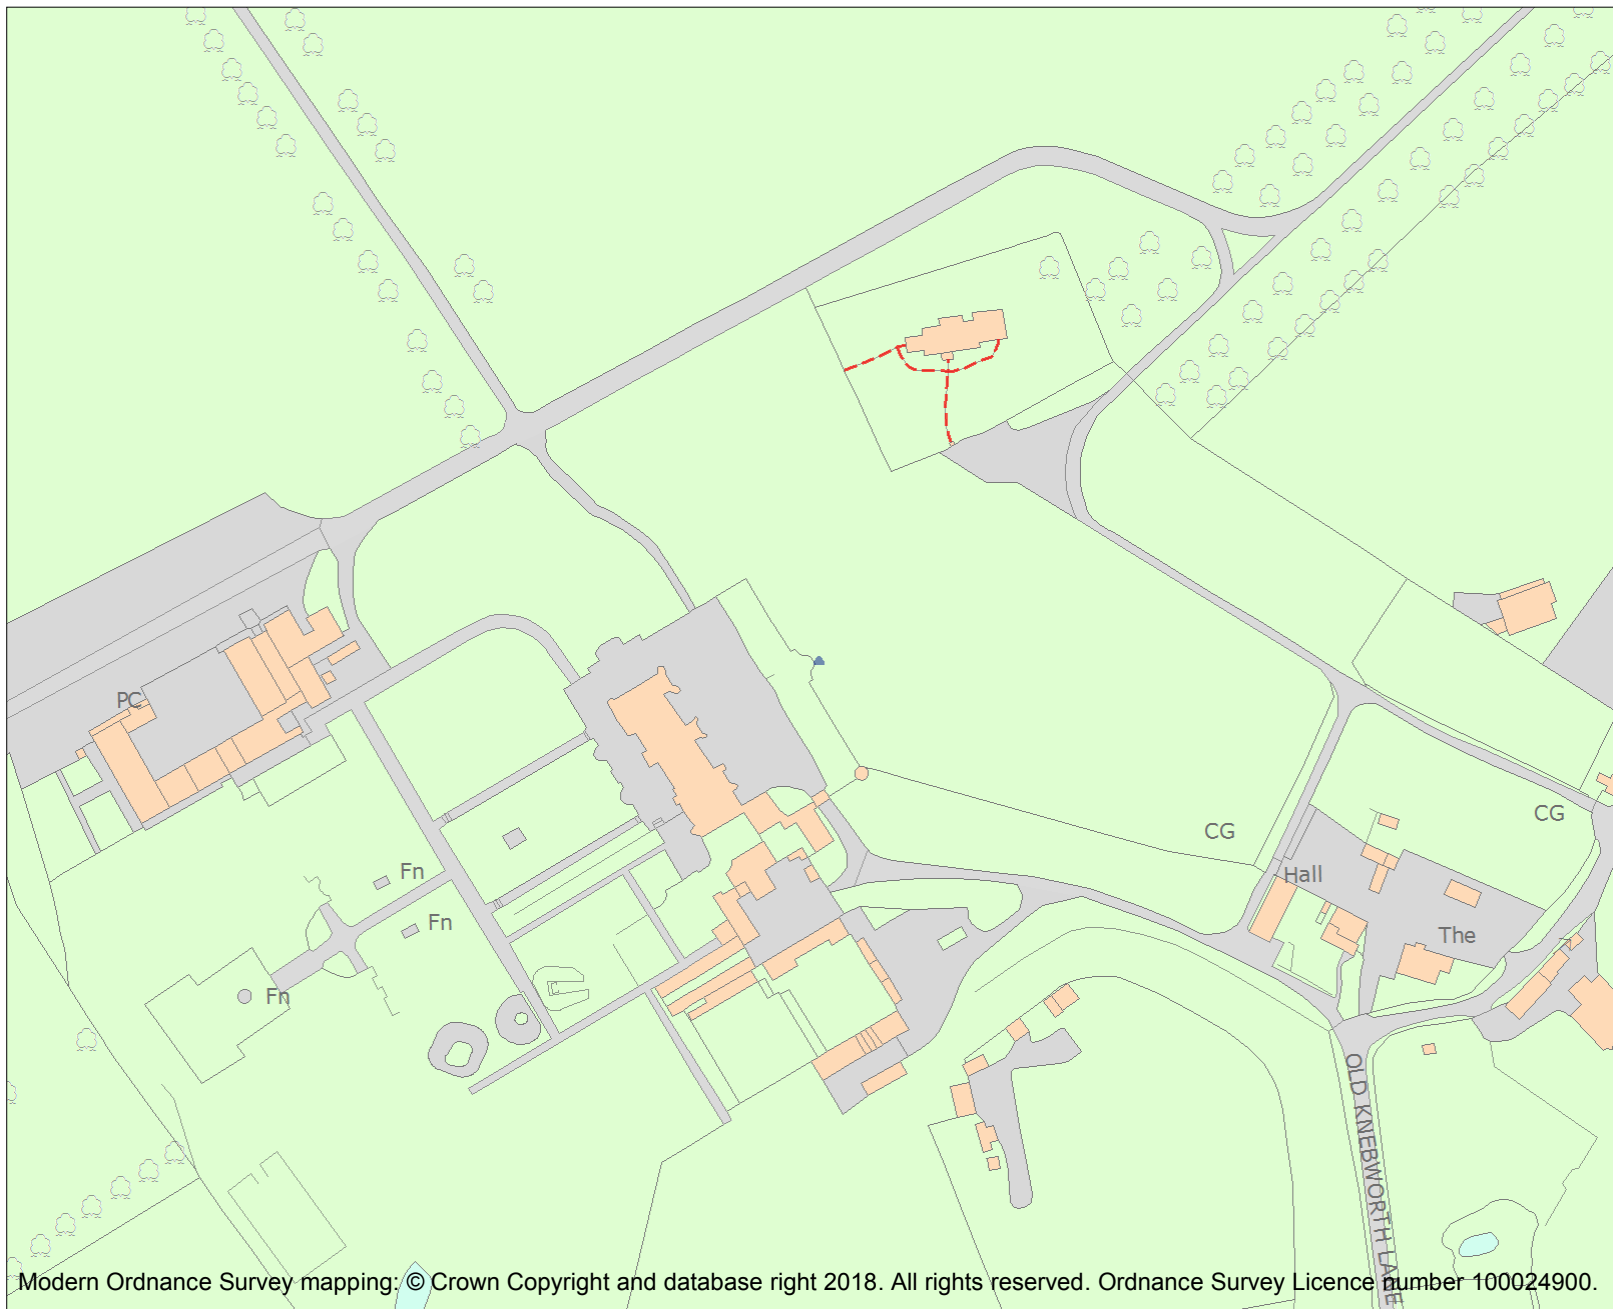 PC
CG
CG
Fn
Hall
Fn
The
Fn
OLD KNEBWORTH LANE
Modern Ordnance Survey mapping: © Crown Copyright and database right 2018. All rights reserved. Ordnance Survey Licence number 100024900.